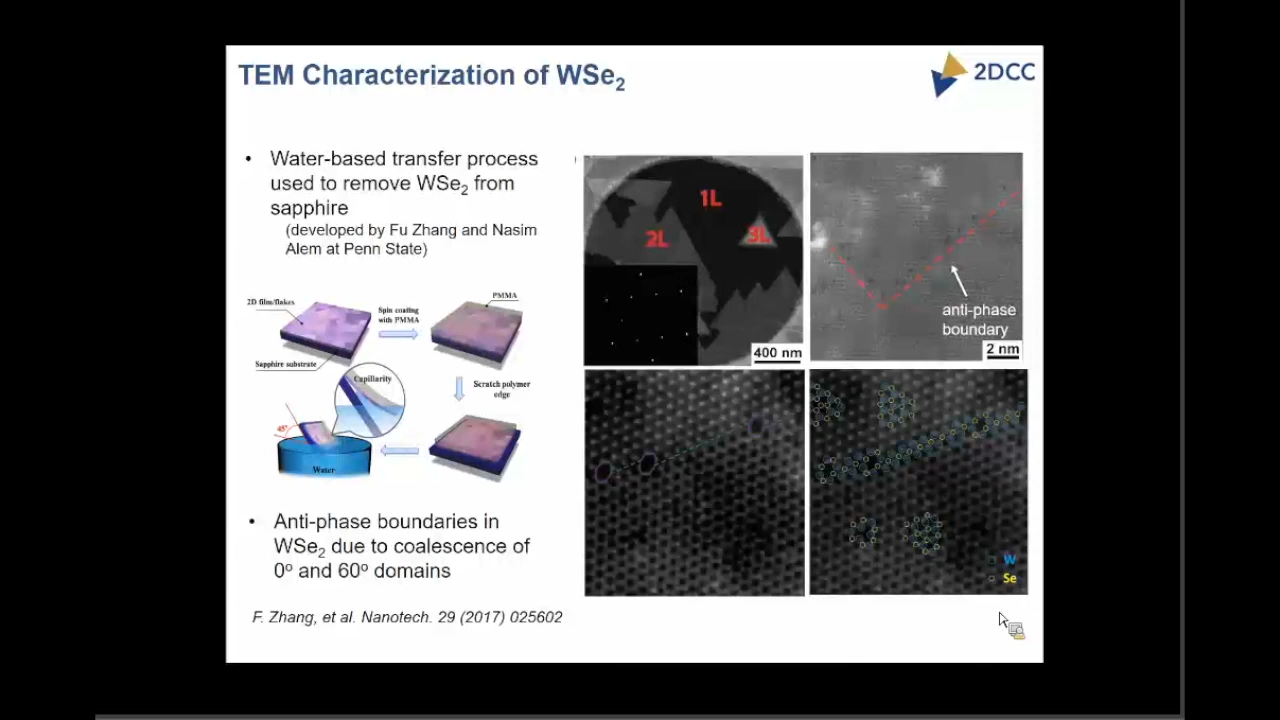 TEM Characterization of WSe2
2DCC
• Water-based transfer process
used to remove WSe2 from
sapphire
(developed by Fu Zhang and Nasim
Alem at Penn State)
2D film/flakes
Spin coating
with PMMA
PMMA
Sapphire substrate
Capillarity
Scratch polymer
edge
45°
Water
• Anti-phase boundaries in
WSe2 due to coalescence of
0o and 60o domains
F. Zhang, et al. Nanotech. 29 (2017) 025602
1L
2L
3L
400 nm
anti-phase
boundary
2 nm
W
Se